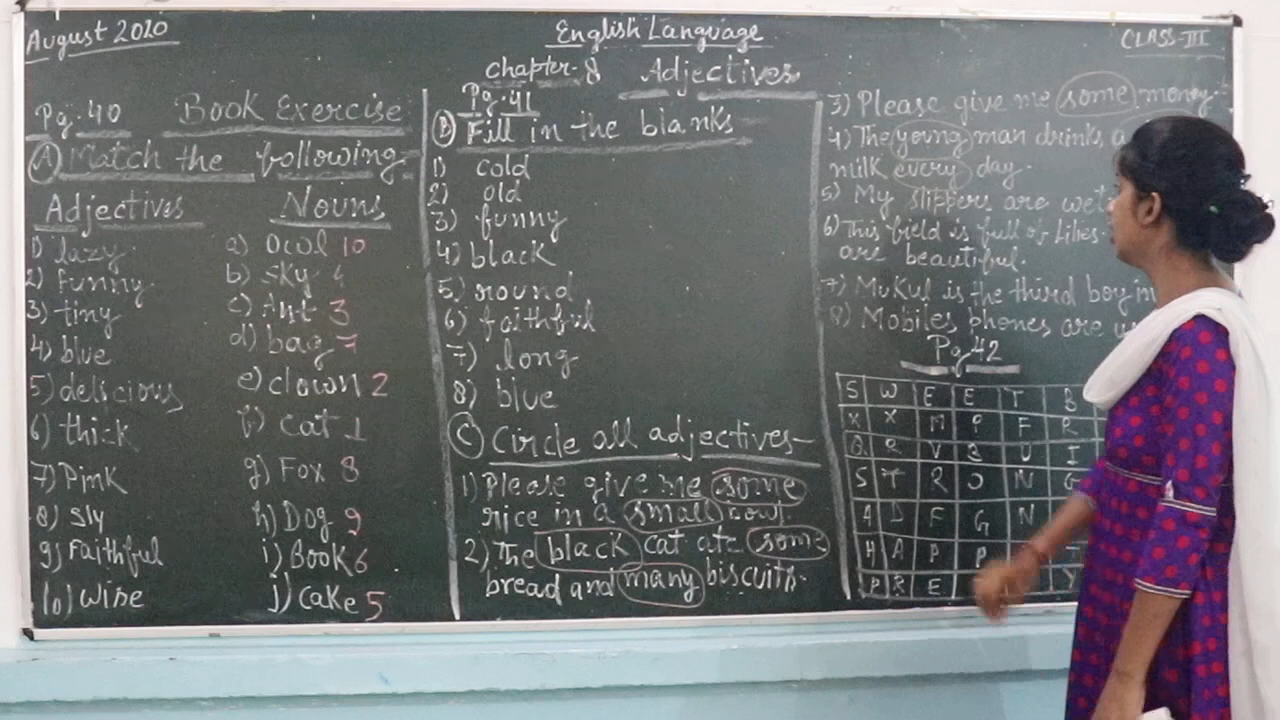 August 2020
English Language
CLASS-III
Chapter-8 Adjectives
Pg. 40 Book Exercise
(A) Match the following
Adjectives Nouns
1) lazy a) Owl 10
2) Funny b) Sky 4
3) tiny c) Ant 3
4) blue d) bag 7
5) delscious e) clown 2
6) thick f) Cat 1
7) Pink g) Fox 8
8) Sly h) Dog 9
9) Faithful i) Book 6
10) Wise j) Cake 5
Pg. 41
(B) Fill in the blanks
1) cold
2) old
3) funny
4) black
5) round
6) faithful
7) long
8) blue
(C) Circle all adjectives-
1) Please give me some
rice in a small bowl.
2) The black cat ate some
bread and many biscuits.
3) Please give me some money.
4) The young man drinks
milk every day.
5) My slippers are wet
6) This field is full of Lilies.
are beautiful.
7) Mukul is the third boy in
8) Mobiles phones are
Pg 42
S W E E T B
X X M P F R
Q R V B U I
S T R O N G
A D F G N
H A P P T
P R E Y